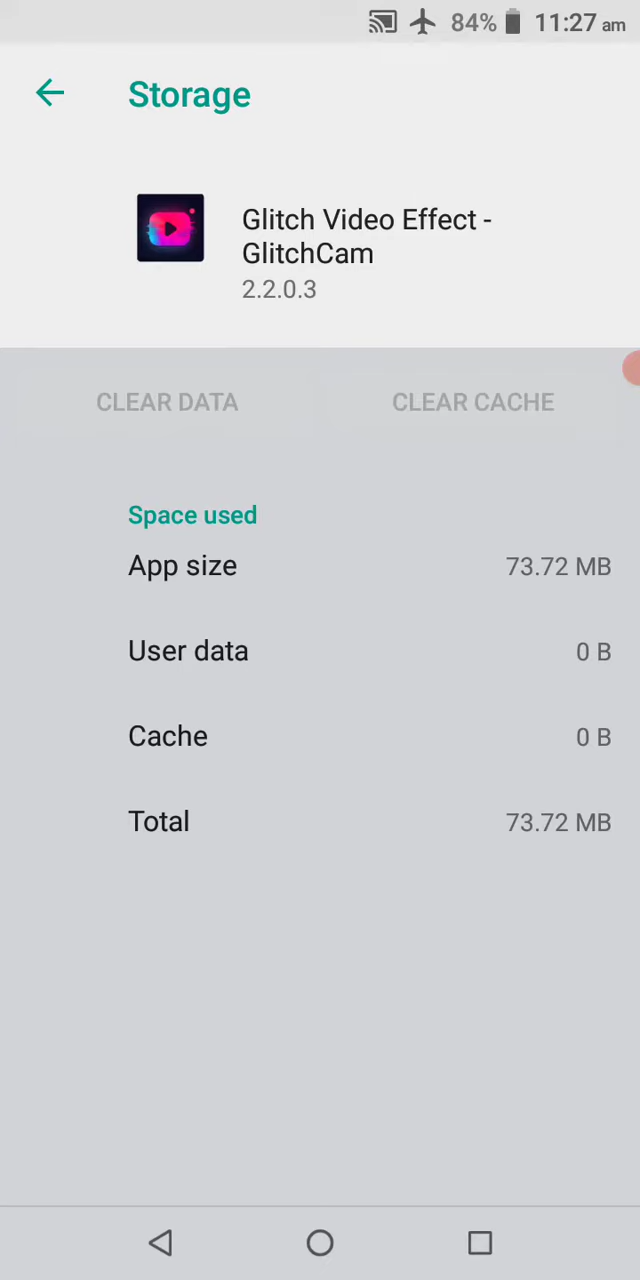 84% 11:27 am
Storage
Glitch Video Effect -
GlitchCam
2.2.0.3
CLEAR DATA CLEAR CACHE
Space used
App size 73.72 MB
User data 0 B
Cache 0 B
Total 73.72 MB